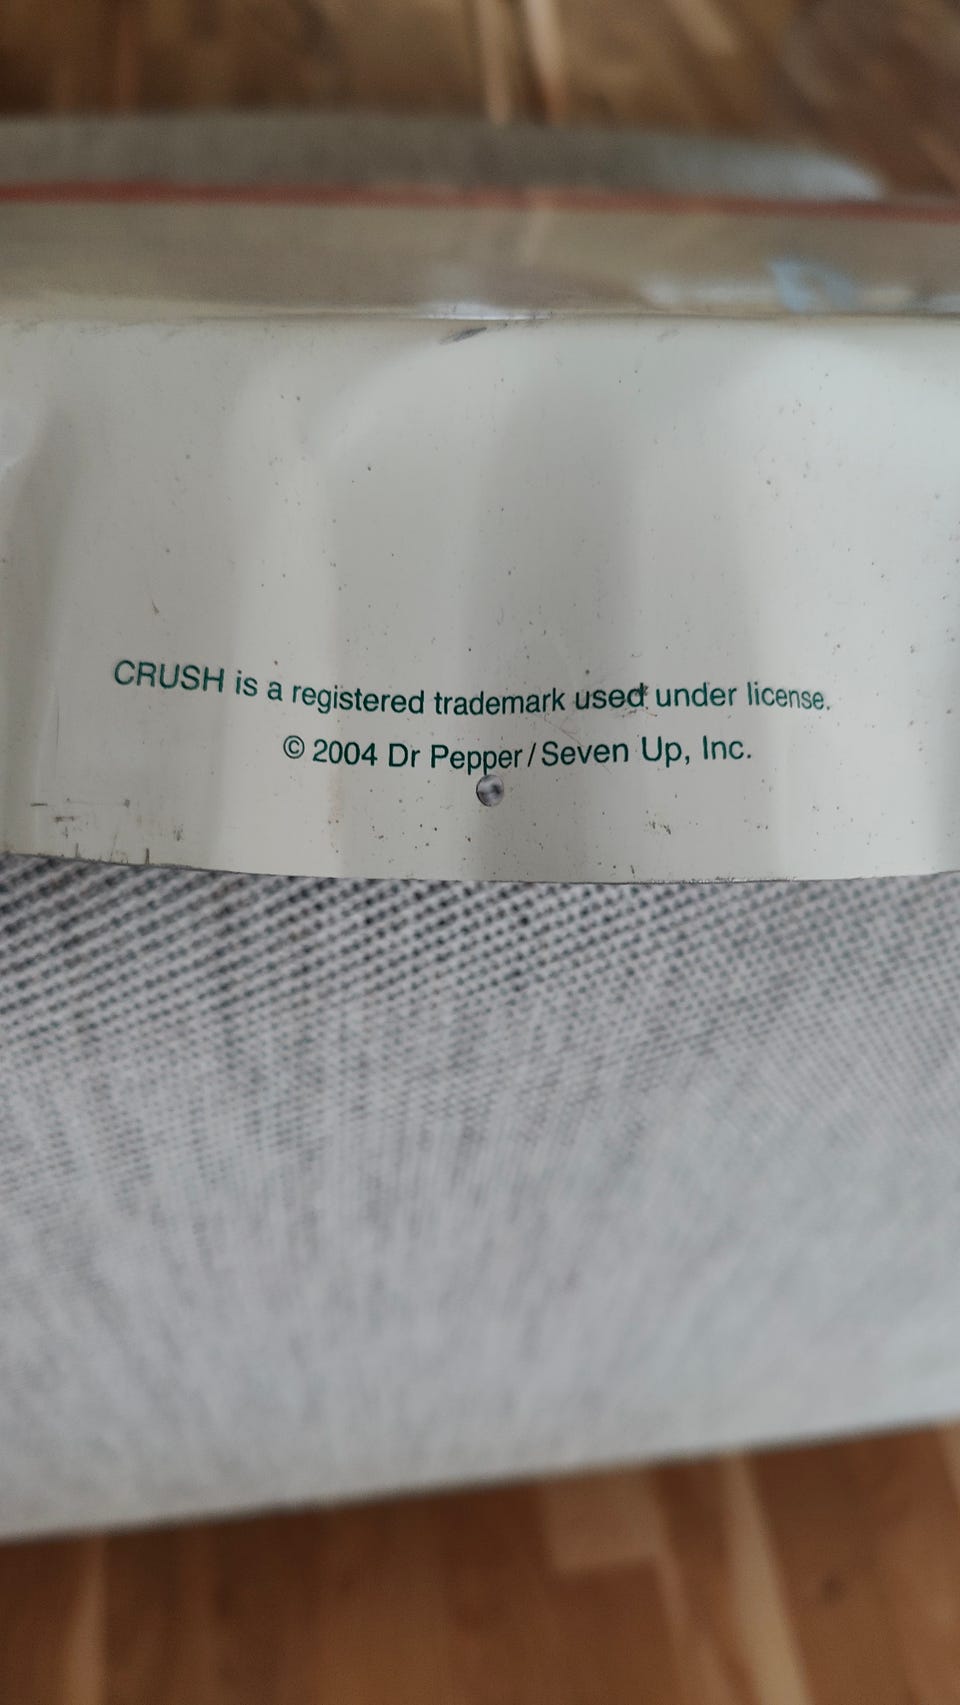 CRUSH is a registered trademark used under license.
© 2004 Dr Pepper/Seven Up, Inc.